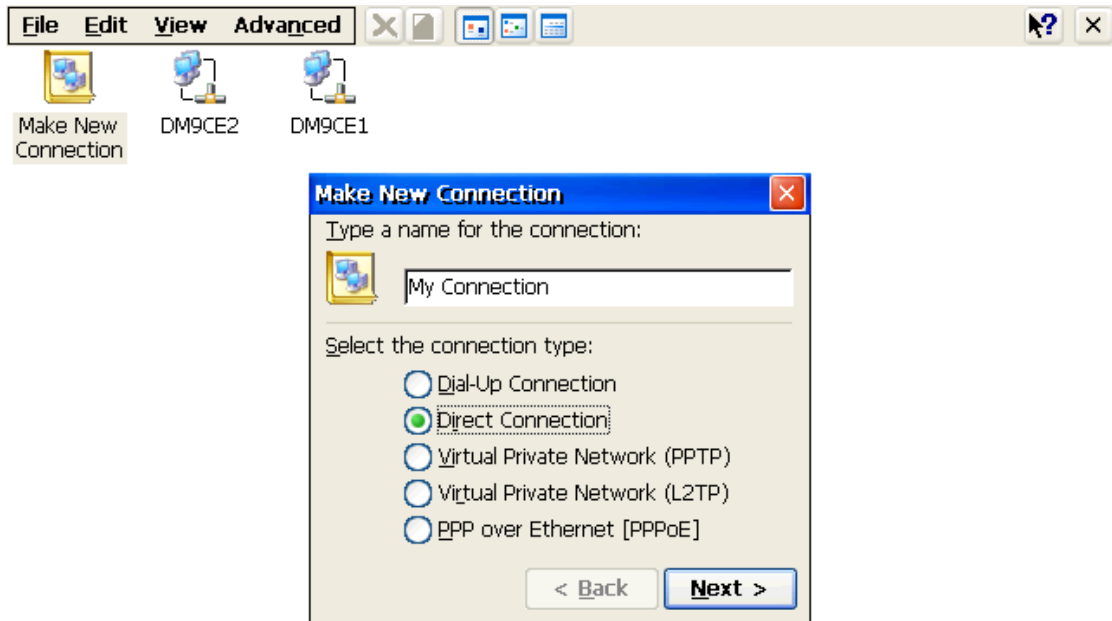 File Edit View Advanced
Make New Connection
DM9CE2
DM9CE1
Make New Connection
Type a name for the connection:
My Connection
Select the connection type:
Dial-Up Connection
Direct Connection
Virtual Private Network (PPTP)
Virtual Private Network (L2TP)
PPP over Ethernet [PPPoE]
< Back Next >